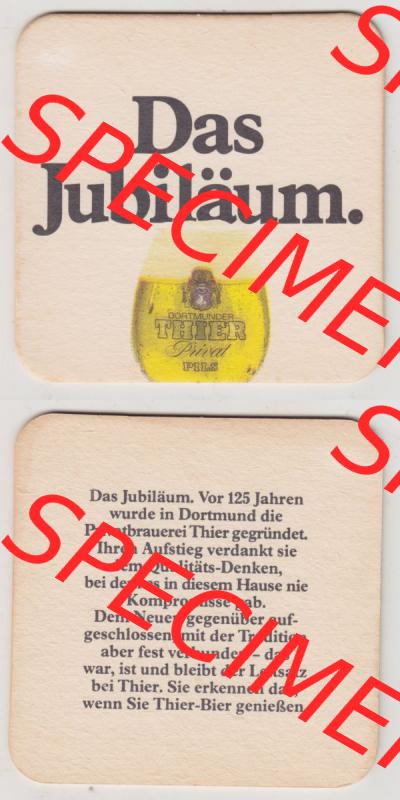 Das
Jubiläum.
DORTMUNDER
THIER
Privat
PILS
SPECIMEN
Das Jubiläum. Vor 125 Jahren
wurde in Dortmund die
Privatbrauerei Thier gegründet.
Ihren Aufstieg verdankt sie
dem Qualitäts-Denken,
bei dem es in diesem Hause nie
Kompromisse gab.
Dem Neuen gegenüber auf-
geschlossen, mit der Tradition
aber fest verbunden – das
war, ist und bleibt der Leitsatz
bei Thier. Sie erkennen das,
wenn Sie Thier-Bier genießen.
SPECIMEN